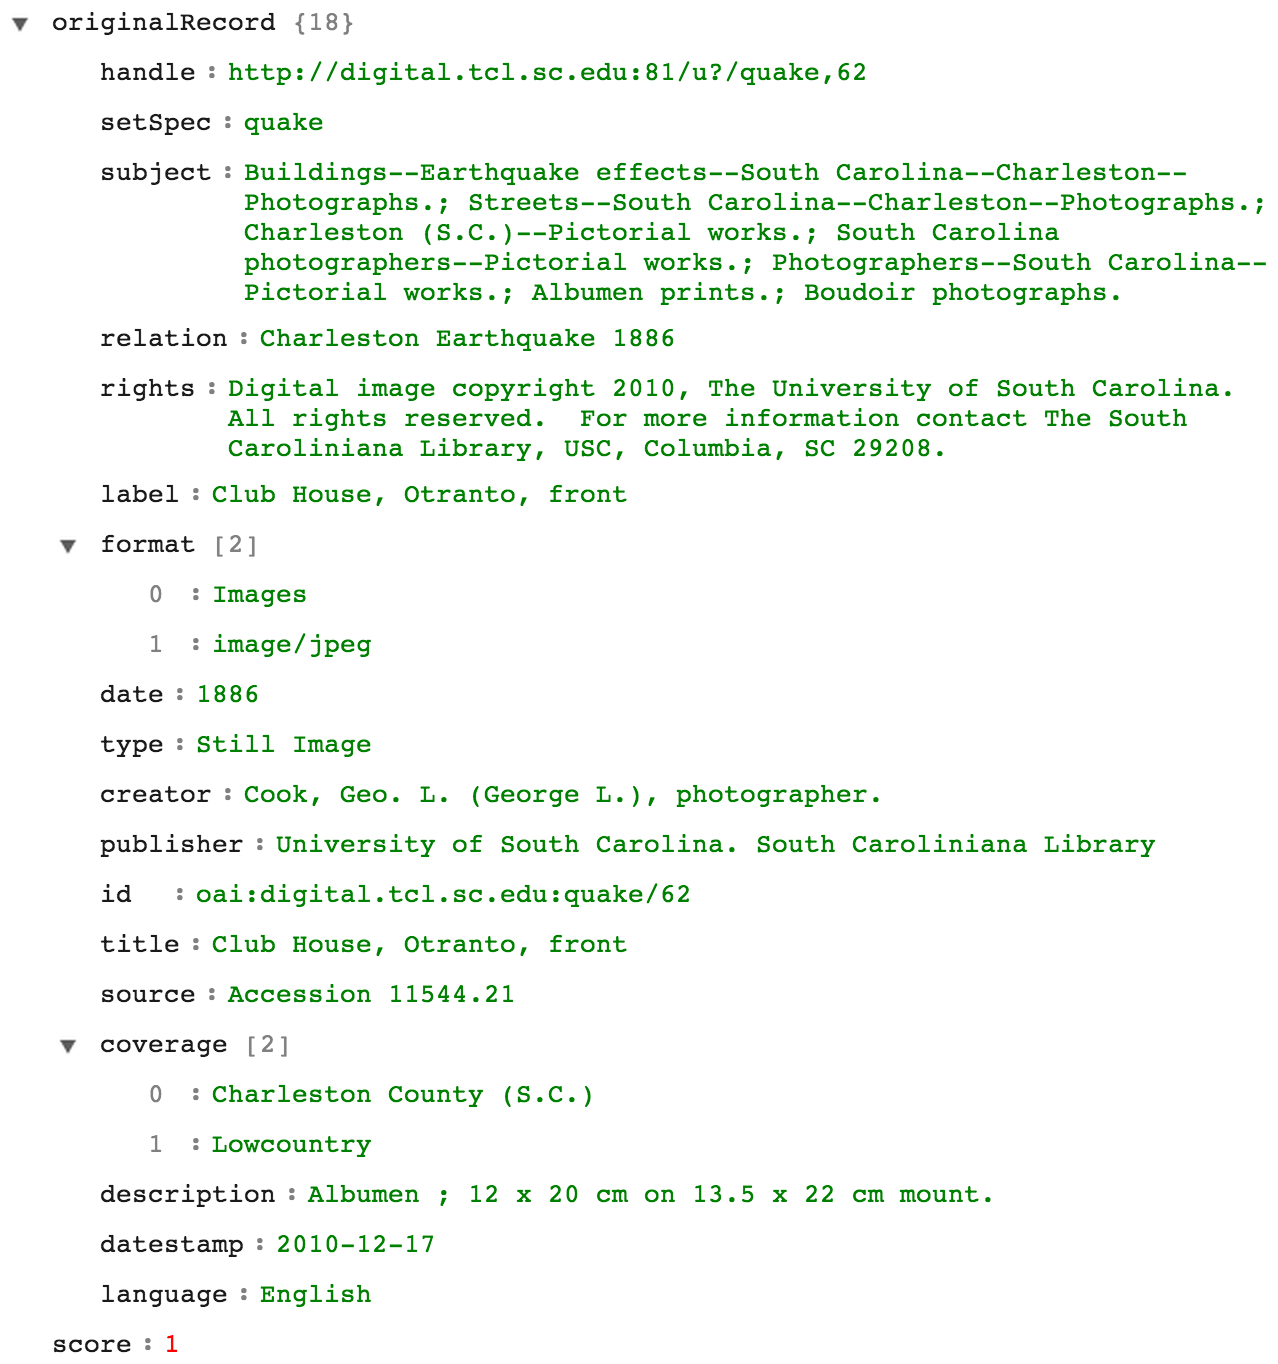 ▼ originalRecord {18}
handle : http://digital.tcl.sc.edu:81/u?/quake,62
setSpec : quake
subject : Buildings--Earthquake effects--South Carolina--Charleston--
Photographs.; Streets--South Carolina--Charleston--Photographs.;
Charleston (S.C.)--Pictorial works.; South Carolina
photographers--Pictorial works.; Photographers--South Carolina--
Pictorial works.; Albumen prints.; Boudoir photographs.
relation : Charleston Earthquake 1886
rights : Digital image copyright 2010, The University of South Carolina.
All rights reserved.  For more information contact The South
Caroliniana Library, USC, Columbia, SC 29208.
label : Club House, Otranto, front
▼ format [2]
0 : Images
1 : image/jpeg
date : 1886
type : Still Image
creator : Cook, Geo. L. (George L.), photographer.
publisher : University of South Carolina. South Caroliniana Library
id : oai:digital.tcl.sc.edu:quake/62
title : Club House, Otranto, front
source : Accession 11544.21
▼ coverage [2]
0 : Charleston County (S.C.)
1 : Lowcountry
description : Albumen ; 12 x 20 cm on 13.5 x 22 cm mount.
datestamp : 2010-12-17
language : English
score : 1